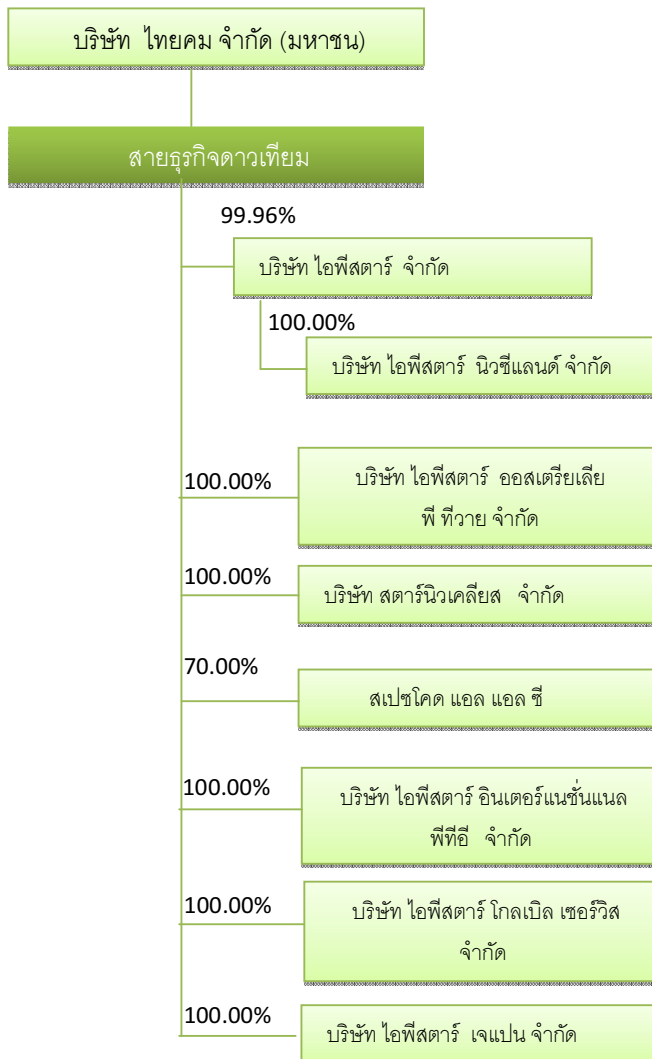 บริษัท ไทยคม จำกัด (มหาชน)
สายธุรกิจดาวเทียม
99.96%
บริษัท ไอพีสตาร์ จำกัด
100.00%
บริษัท ไอพีสตาร์ นิวซีแลนด์ จำกัด
100.00%
บริษัท ไอพีสตาร์ ออสเตรียเลีย
พี ทีวาย จำกัด
100.00%
บริษัท สตาร์นิวเคลียส จำกัด
70.00%
สเปซโคด แอล แอล ซี
100.00%
บริษัท ไอพีสตาร์ อินเตอร์แนชั่นแนล
พีทีอี จำกัด
100.00%
บริษัท ไอพีสตาร์ โกลเบิล เซอร์วิส
จำกัด
100.00%
บริษัท ไอพีสตาร์ เจแปน จำกัด